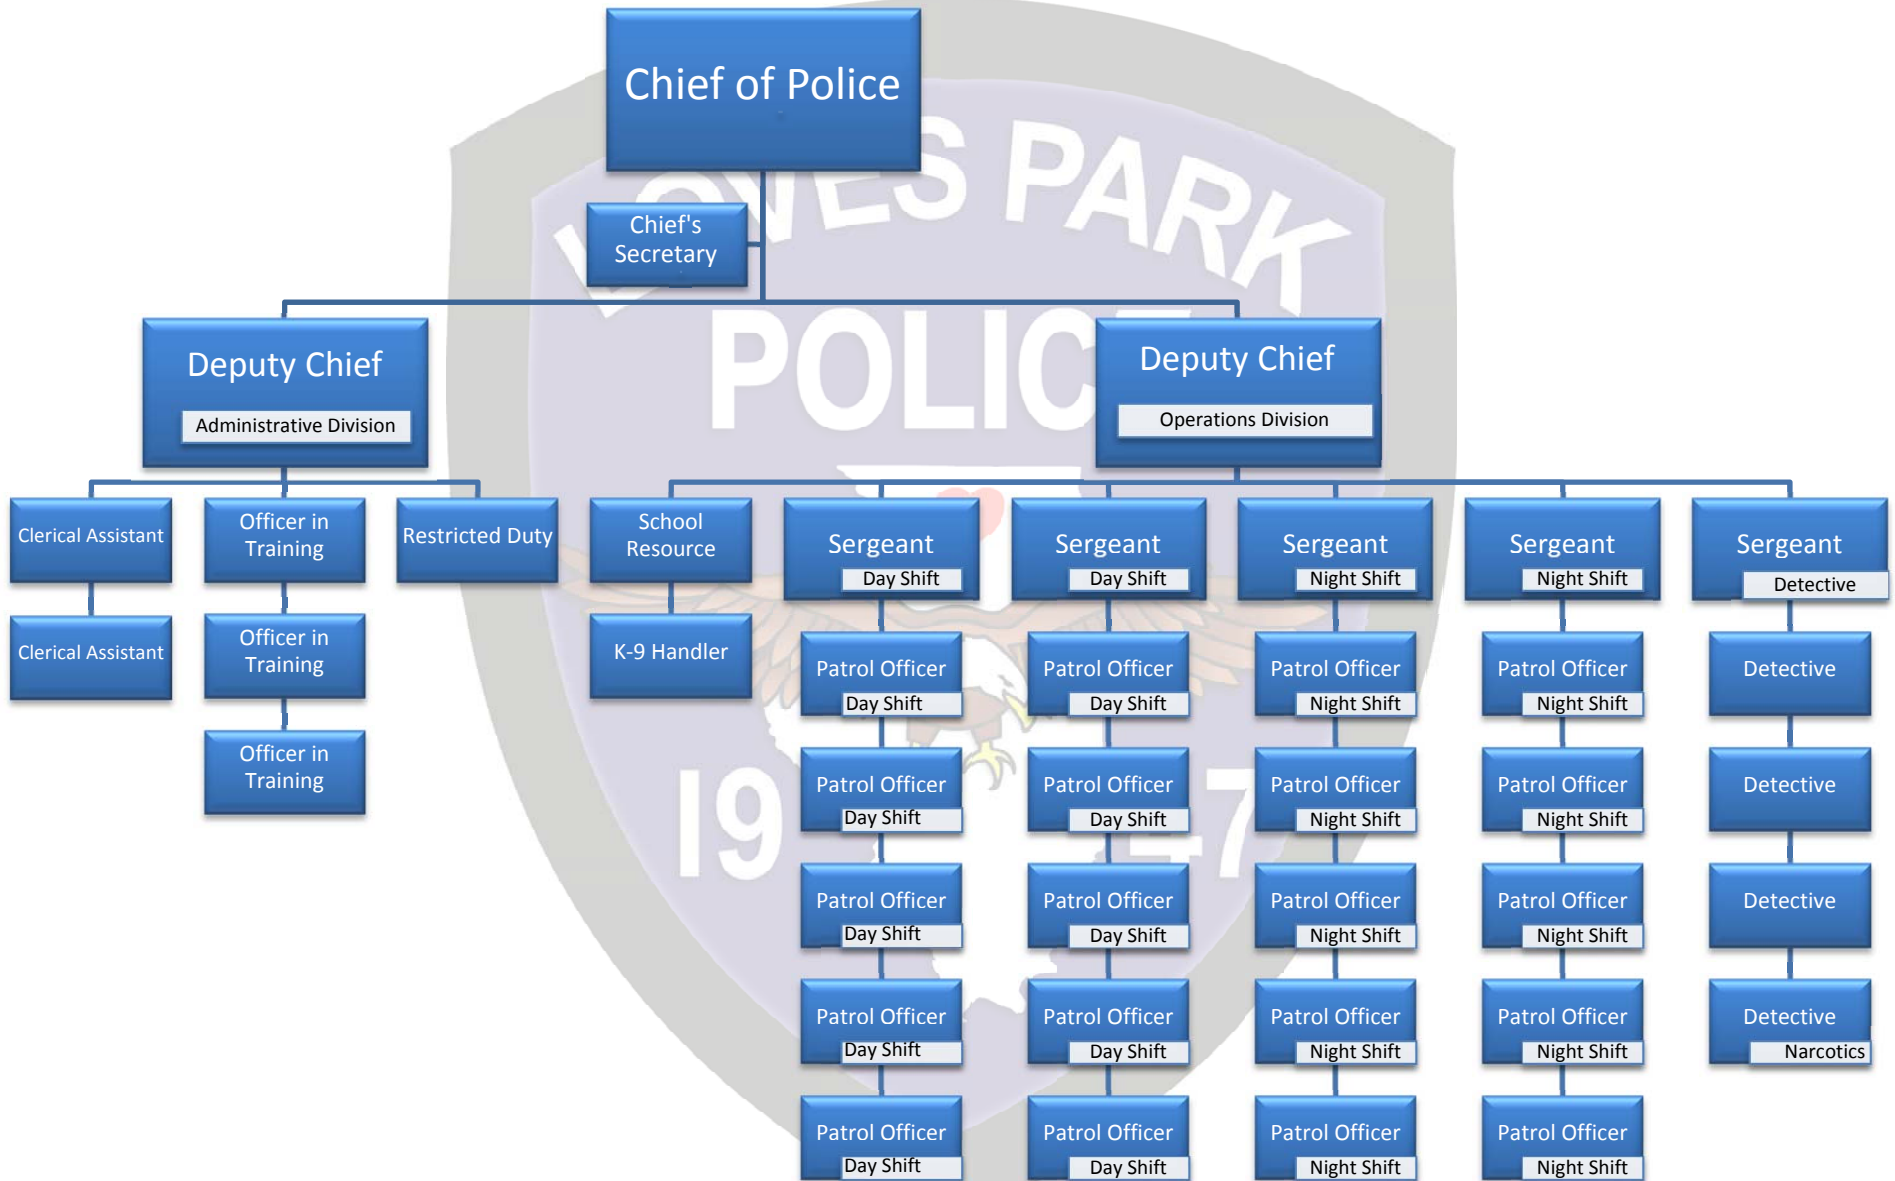 Chief of Police
Chief's
Secretary
Deputy Chief
Administrative Division
Deputy Chief
Operations Division
Clerical Assistant
Officer in
Training
Restricted Duty
School
Resource
Sergeant
Day Shift
Sergeant
Day Shift
Sergeant
Night Shift
Sergeant
Night Shift
Sergeant
Detective
Clerical Assistant
Officer in
Training
K-9 Handler
Patrol Officer
Day Shift
Patrol Officer
Day Shift
Patrol Officer
Night Shift
Patrol Officer
Night Shift
Detective
Officer in
Training
Patrol Officer
Day Shift
Patrol Officer
Day Shift
Patrol Officer
Night Shift
Patrol Officer
Night Shift
Detective
Patrol Officer
Day Shift
Patrol Officer
Day Shift
Patrol Officer
Night Shift
Patrol Officer
Night Shift
Detective
Patrol Officer
Day Shift
Patrol Officer
Day Shift
Patrol Officer
Night Shift
Patrol Officer
Night Shift
Detective
Narcotics
Patrol Officer
Day Shift
Patrol Officer
Day Shift
Patrol Officer
Night Shift
Patrol Officer
Night Shift
LOVES PARK
POLICE
19 47